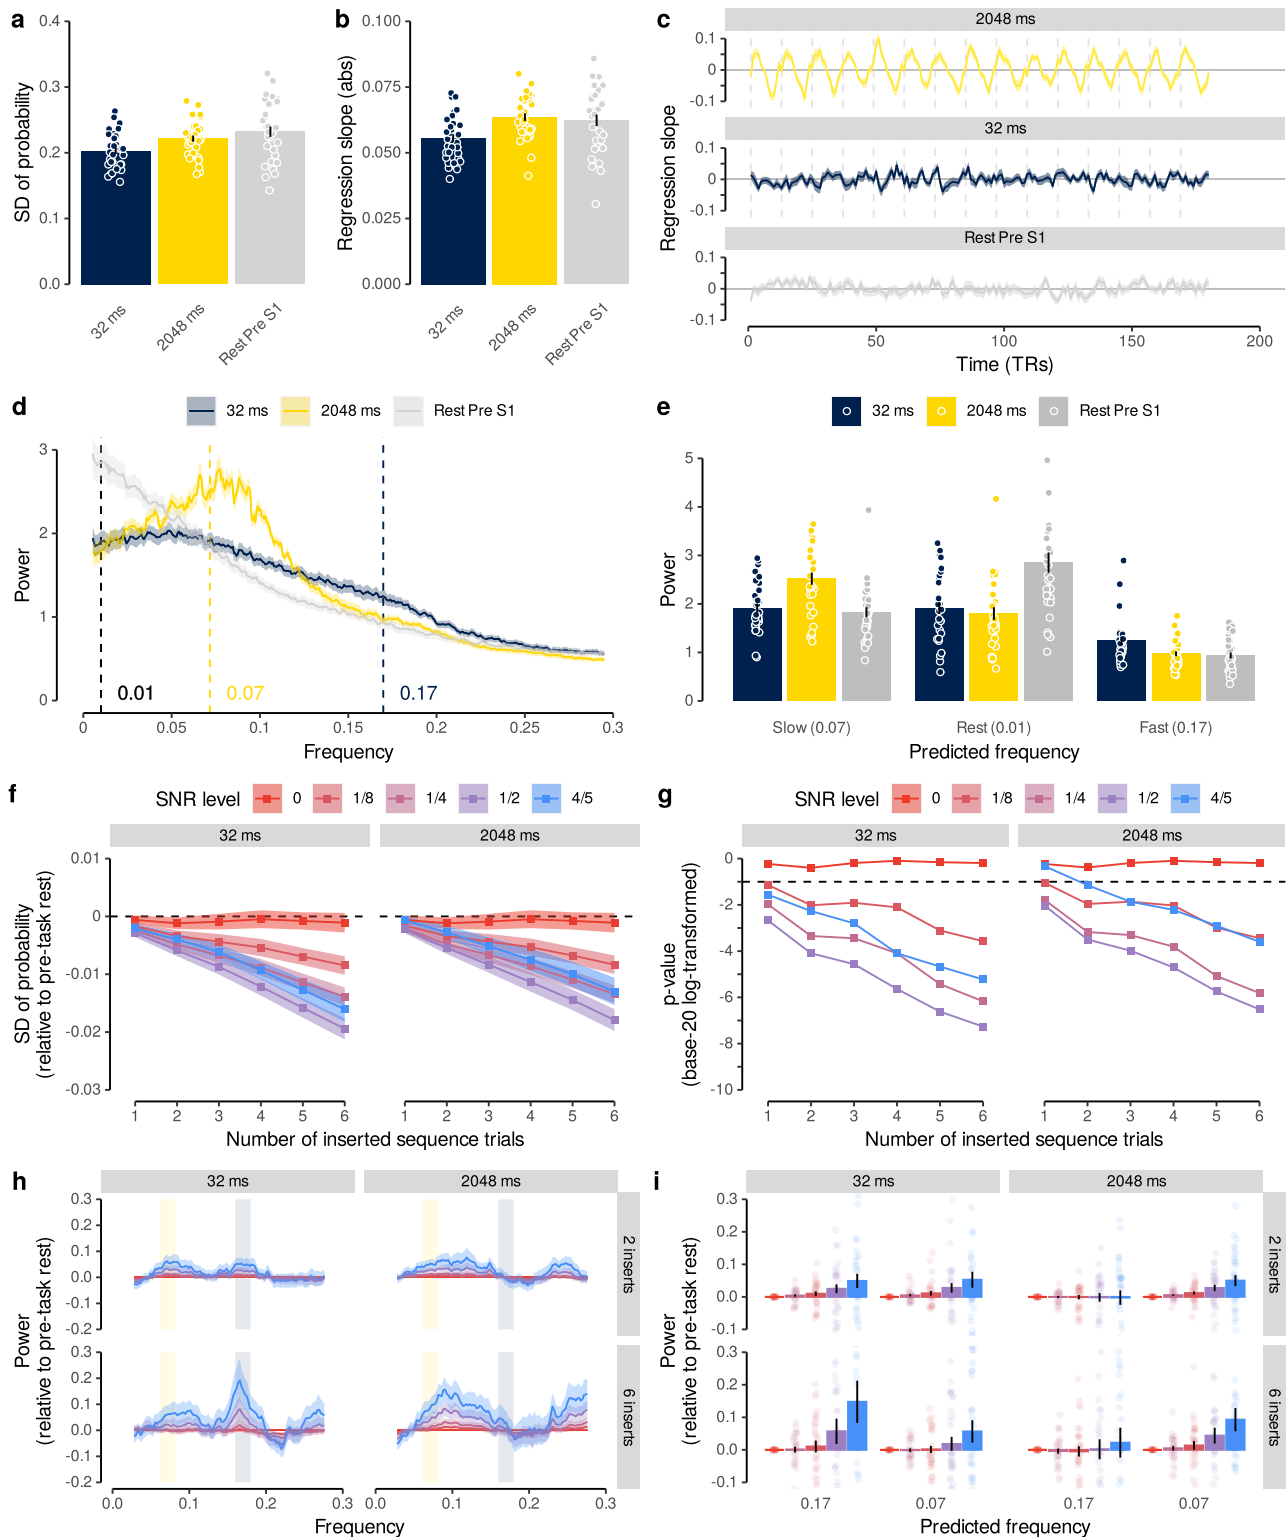 a
SD of probability
0.4
0.3
0.2
0.1
0.0
32 ms
2048 ms
Rest Pre S1
b
Regression slope (abs)
0.100
0.075
0.050
0.025
0.000
32 ms
2048 ms
Rest Pre S1
c
Regression slope
2048 ms
0.1
0
-0.1
32 ms
0.1
0
-0.1
Rest Pre S1
0.1
0
-0.1
0 50 100 150 200
Time (TRs)
d
32 ms 2048 ms Rest Pre S1
Power
3
2
1
0
0.01 0.07 0.17
0 0.05 0.1 0.15 0.2 0.25 0.3
Frequency
e
32 ms 2048 ms Rest Pre S1
Power
5
4
3
2
1
0
Slow (0.07) Rest (0.01) Fast (0.17)
Predicted frequency
f
SNR level 0 1/8 1/4 1/2 4/5
32 ms 2048 ms
SD of probability
(relative to pre-task rest)
0.01
0
-0.01
-0.02
-0.03
1 2 3 4 5 6 1 2 3 4 5 6
Number of inserted sequence trials
g
SNR level 0 1/8 1/4 1/2 4/5
32 ms 2048 ms
p-value
(base-20 log-transformed)
0
-2
-4
-6
-8
-10
1 2 3 4 5 6 1 2 3 4 5 6
Number of inserted sequence trials
h
32 ms 2048 ms
Power
(relative to pre-task rest)
0.3
0.2
0.1
0.0
-0.1
-0.2
2 inserts
0.3
0.2
0.1
0.0
-0.1
-0.2
6 inserts
0.0 0.1 0.2 0.3 0.0 0.1 0.2 0.3
Frequency
i
32 ms 2048 ms
Power
(relative to pre-task rest)
0.3
0.2
0.1
0.0
-0.1
2 inserts
0.3
0.2
0.1
0.0
-0.1
6 inserts
0.17 0.07 0.17 0.07
Predicted frequency